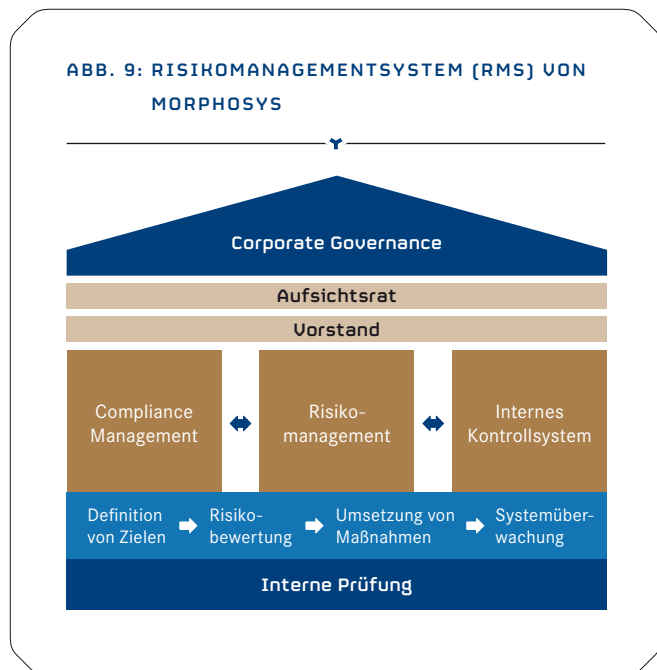 ABB. 9: RISIKOMANAGEMENTSYSTEM (RMS) VON
MORPHOSYS
Corporate Governance
Aufsichtsrat
Vorstand
Compliance
Management
Risiko-
management
Internes
Kontrollsystem
Definition
von Zielen
Risiko-
bewertung
Umsetzung von
Maßnahmen
Systemüber-
wachung
Interne Prüfung